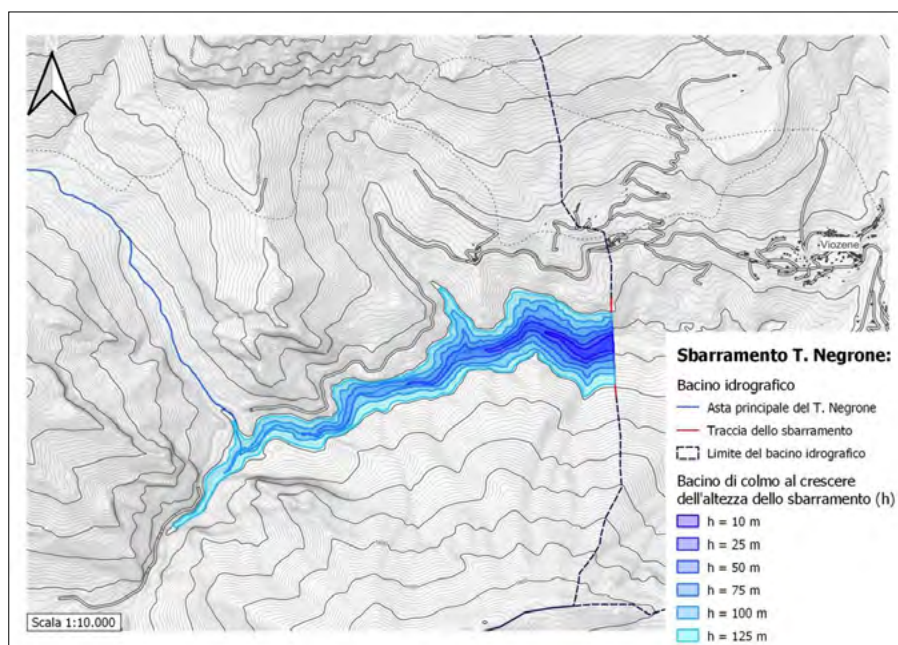 Viozene
Sbarramento T. Negrone:
Bacino idrografico
Asta principale del T. Negrone
Traccia dello sbarramento
Limite del bacino idrografico
Bacino di colmo al crescere
dell'altezza dello sbarramento (h)
h = 10 m
h = 25 m
h = 50 m
h = 75 m
h = 100 m
h = 125 m
Scala 1:10.000